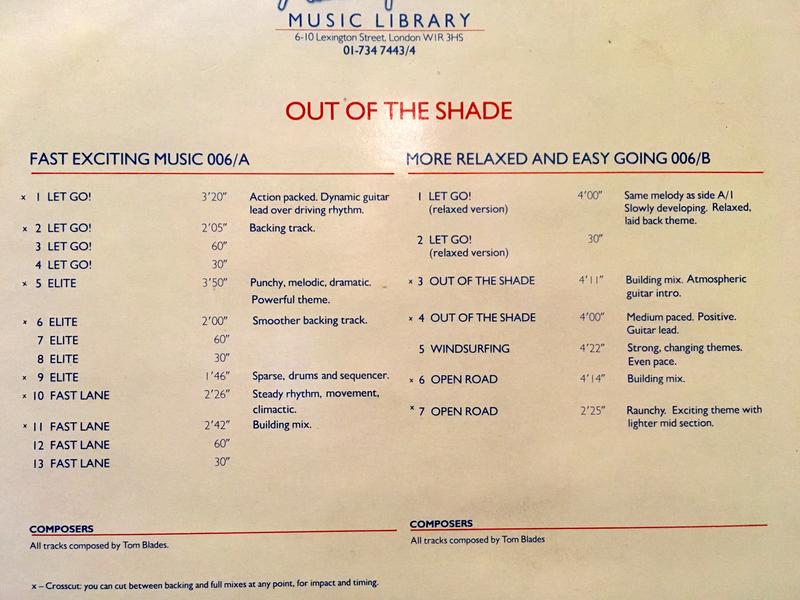 MUSIC LIBRARY
6-10 Lexington Street, London W1R 3HS
01-734 7443/4
OUT OF THE SHADE
FAST EXCITING MUSIC 006/A
x 1 LET GO! 3'20" Action packed. Dynamic guitar
lead over driving rhythm.
x 2 LET GO! 2'05" Backing track.
3 LET GO! 60"
4 LET GO! 30"
x 5 ELITE 3'50" Punchy, melodic, dramatic.
Powerful theme.
x 6 ELITE 2'00" Smoother backing track.
7 ELITE 60"
8 ELITE 30"
x 9 ELITE 1'46" Sparse, drums and sequencer.
x 10 FAST LANE 2'26" Steady rhythm, movement,
climactic.
x 11 FAST LANE 2'42" Building mix.
12 FAST LANE 60"
13 FAST LANE 30"
COMPOSERS
All tracks composed by Tom Blades.
MORE RELAXED AND EASY GOING 006/B
1 LET GO! 4'00" Same melody as side A/1
(relaxed version) Slowly developing. Relaxed,
laid back theme.
2 LET GO! 30"
(relaxed version)
x 3 OUT OF THE SHADE 4'11" Building mix. Atmospheric
guitar intro.
x 4 OUT OF THE SHADE 4'00" Medium paced. Positive.
Guitar lead.
5 WINDSURFING 4'22" Strong, changing themes.
Even pace.
x 6 OPEN ROAD 4'14" Building mix.
x 7 OPEN ROAD 2'25" Raunchy. Exciting theme with
lighter mid section.
COMPOSERS
All tracks composed by Tom Blades
x – Crosscut: you can cut between backing and full mixes at any point, for impact and timing.